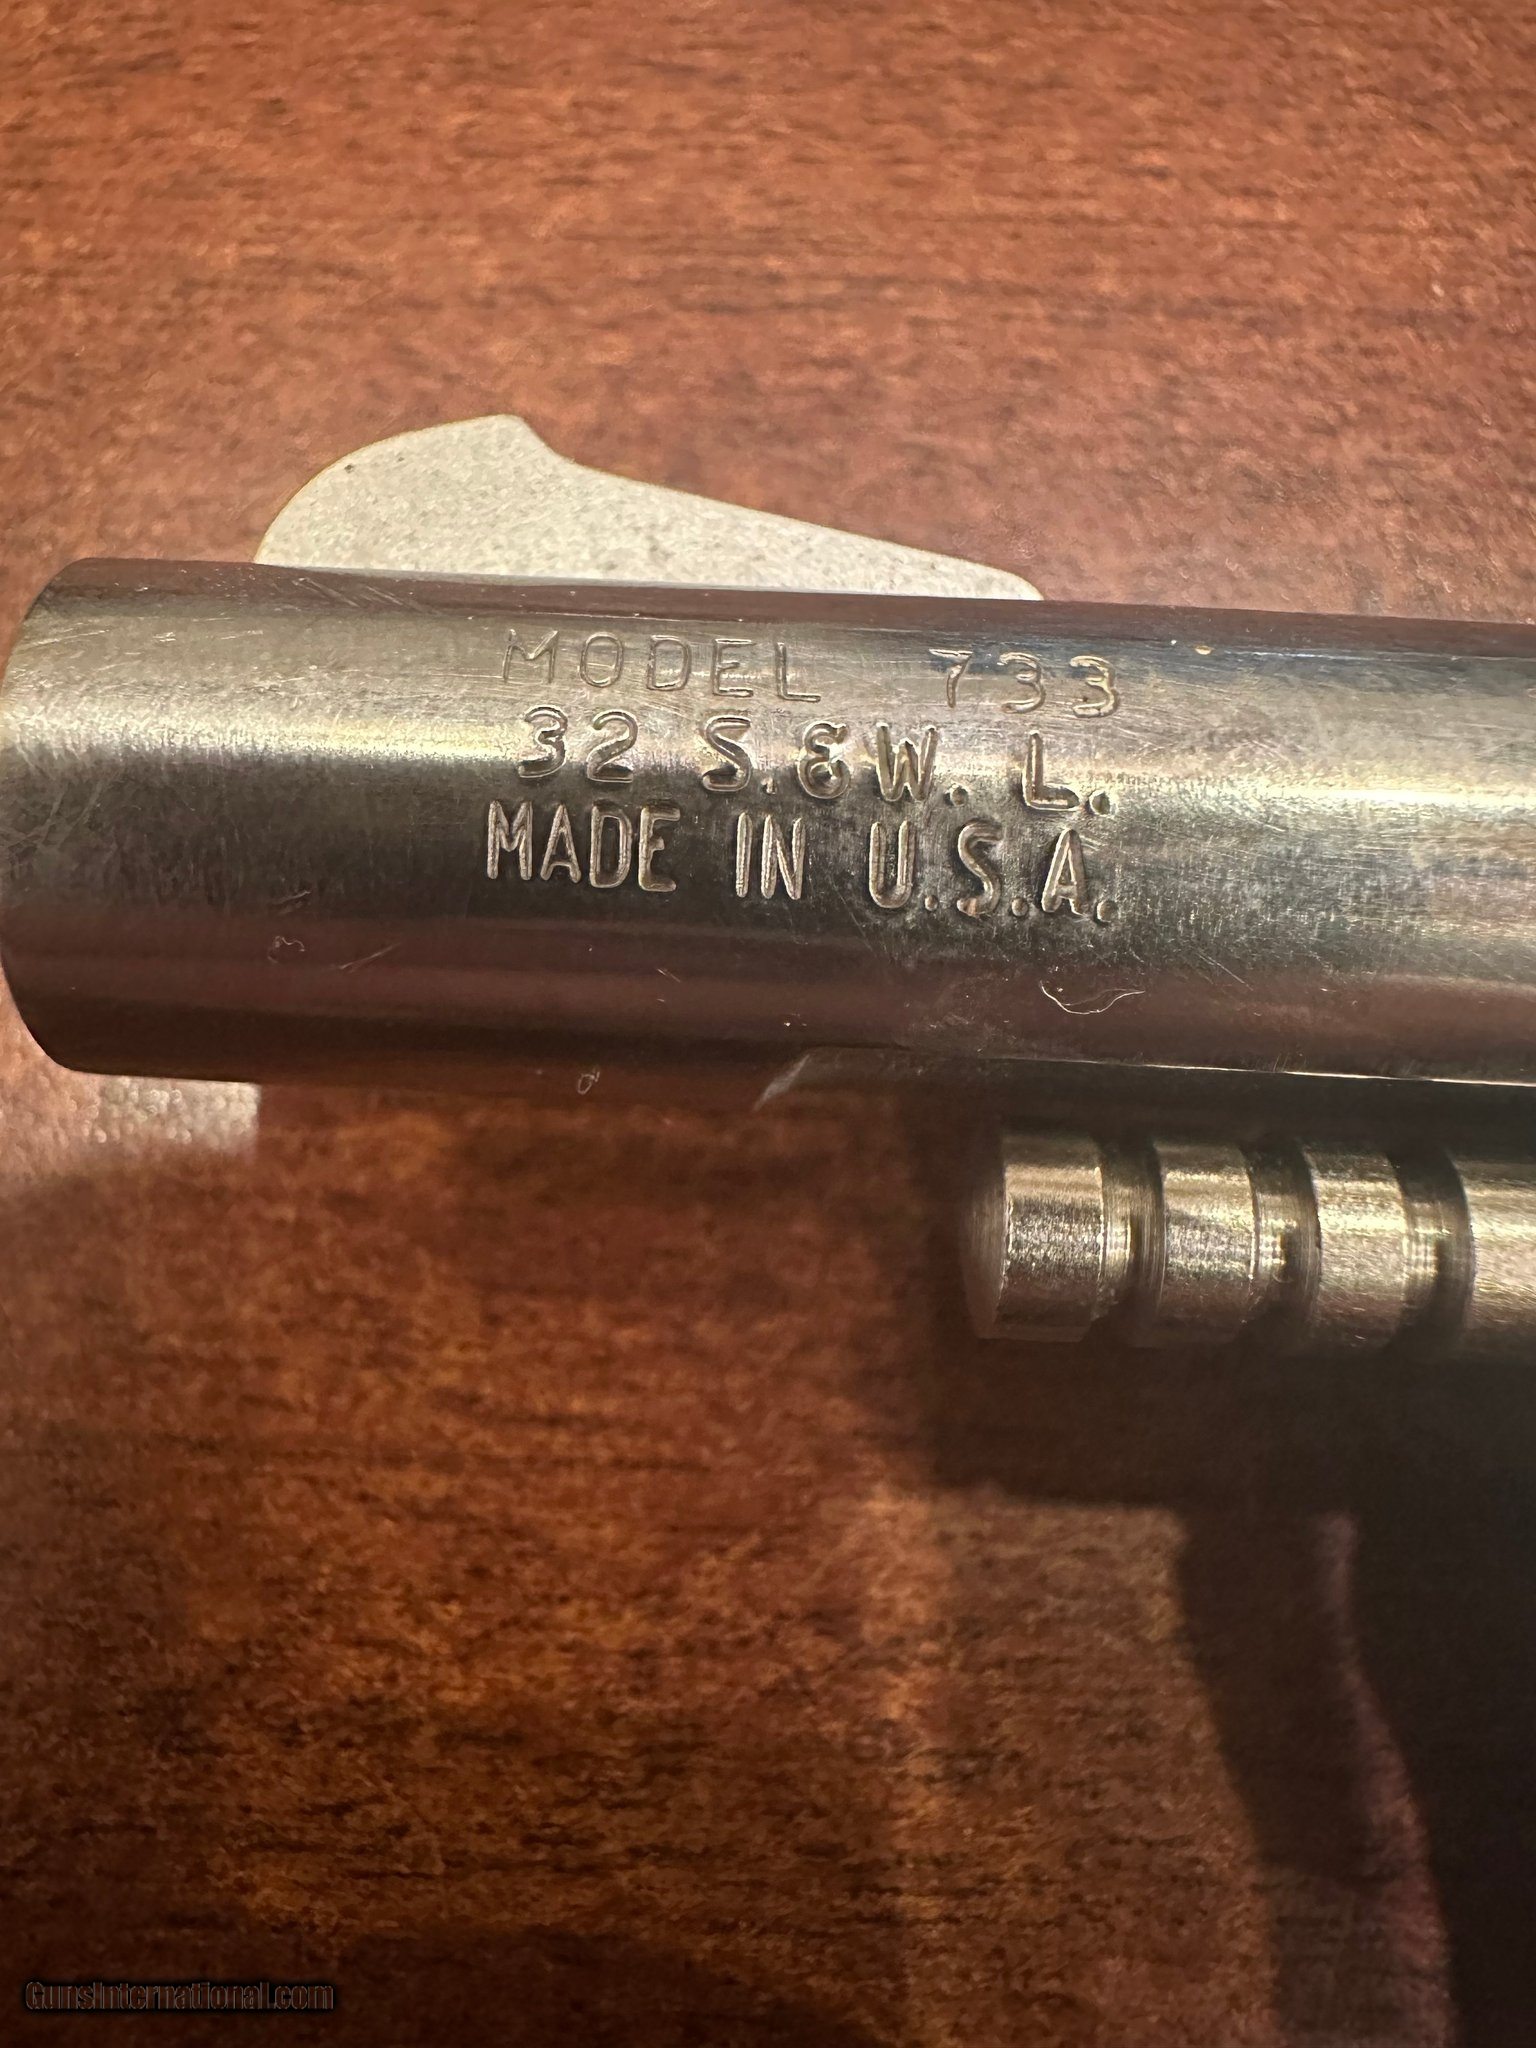 MODEL 733
32 S.&W. L.
MADE IN U.S.A.
GunsInternational.com